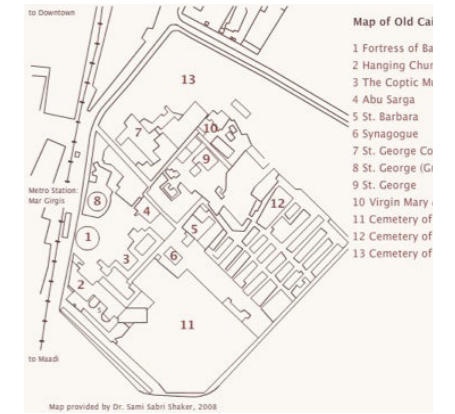 to Downtown
Map of Old Cai
1 Fortress of Ba
2 Hanging Chur
3 The Coptic Mu
4 Abu Sarga
5 St. Barbara
6 Synagogue
7 St. George Co
8 St. George (Gr
9 St. George
10 Virgin Mary
11 Cemetery of
12 Cemetery of
13 Cemetery of
13
7
10
9
Metro Station:
Mar Girgis
8
4
12
1
5
3
6
2
11
to Maadi
Map provided by Dr. Sami Sabri Shaker, 2008